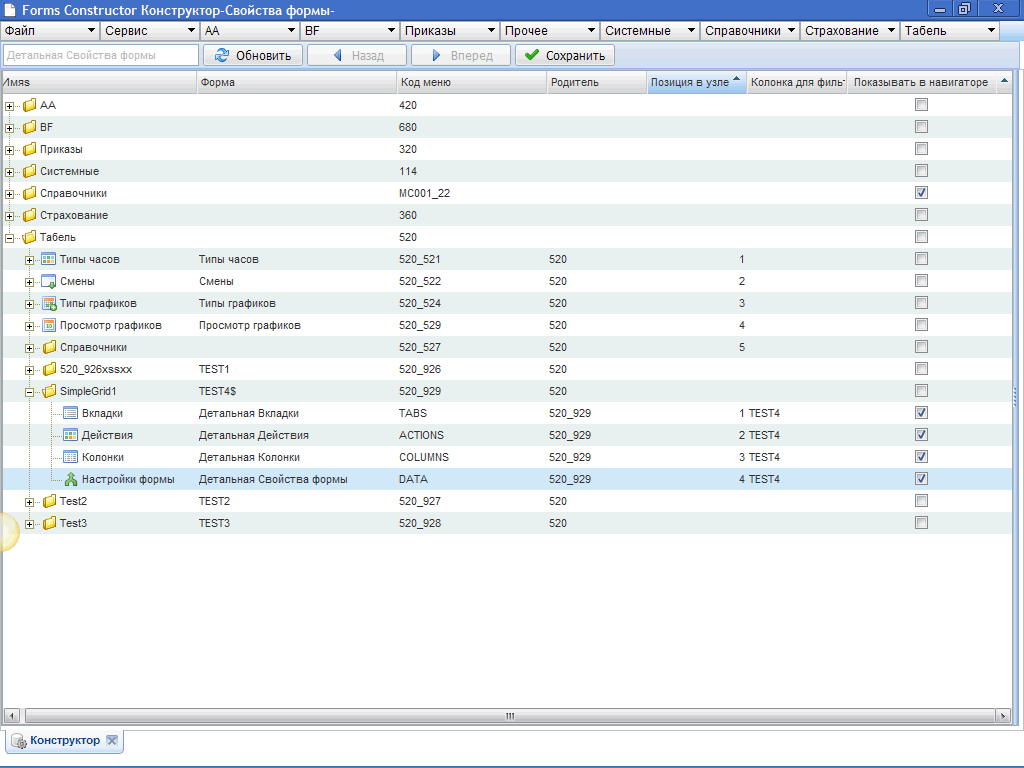 Forms Constructor Конструктор-Свойства формы-
Файл Сервис AA BF Приказы Прочее Системные Справочники Страхование Табель
Детальная Свойства формы Обновить Назад Вперед Сохранить
Имяя Форма Код меню Родитель Позиция в узле Колонка для фильт Показывать в навигаторе
AA 420
BF 680
Приказы 320
Системные 114
Справочники MC001_22
Страхование 360
Табель 520
Типы часов Типы часов 520_521 520 1
Смены Смены 520_522 520 2
Типы графиков Типы графиков 520_524 520 3
Просмотр графиков Просмотр графиков 520_529 520 4
Справочники 520_527 520 5
520_926xssxx TEST1 520_926 520
SimpleGrid1 TEST4$ 520_929 520
Вкладки Детальная Вкладки TABS 520_929 1 TEST4
Действия Детальная Действия ACTIONS 520_929 2 TEST4
Колонки Детальная Колонки COLUMNS 520_929 3 TEST4
Настройки формы Детальная Свойства формы DATA 520_929 4 TEST4
Test2 TEST2 520_927 520
Test3 TEST3 520_928 520
Конструктор